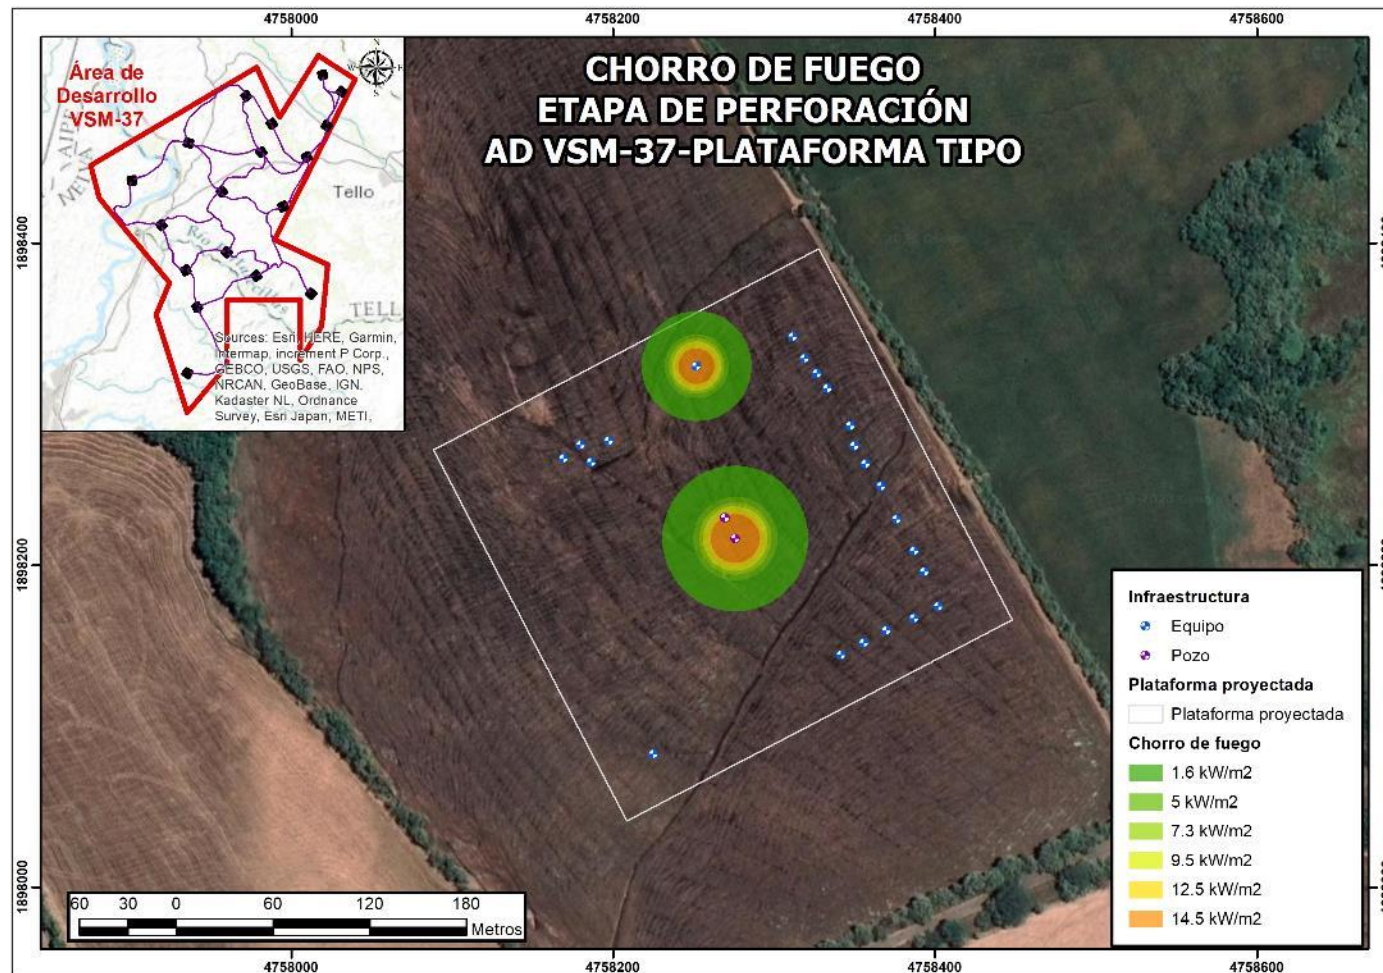 4758000
4758200
4758400
4758600
CHORRO DE FUEGO
ETAPA DE PERFORACIÓN
AD VSM-37-PLATAFORMA TIPO
Área de
Desarrollo
VSM-37
N
W
E
S
NEIVA
Tello
TELL
Sources: Esri, HERE, Garmin,
Intermap, increment P Corp.,
GEBCO, USGS, FAO, NPS,
NRCAN, GeoBase, IGN,
Kadaster NL, Ordnance
Survey, Esri Japan, METI,
1898400
1898200
1898000
Infraestructura
Equipo
Pozo
Plataforma proyectada
Plataforma proyectada
Chorro de fuego
1.6 kW/m2
5 kW/m2
7.3 kW/m2
9.5 kW/m2
12.5 kW/m2
14.5 kW/m2
60 30 0 60 120 180
Metros
4758000
4758200
4758400
4758600